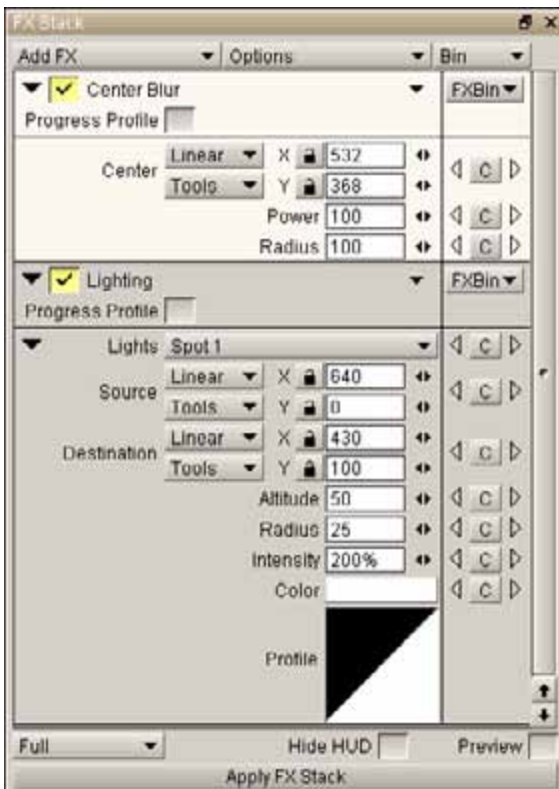 FX Stack
Add FX Options Bin
Center Blur FXBin
Progress Profile
Center Linear X 532 C
Tools Y 368
Power 100 C
Radius 100 C
Lighting FXBin
Progress Profile
Lights Spot 1 C
Source Linear X 640 C
Tools Y 0
Destination Linear X 430 C
Tools Y 100
Altitude 50 C
Radius 25 C
Intensity 200% C
Color C
Profile
Full Hide HUD Preview
Apply FX Stack